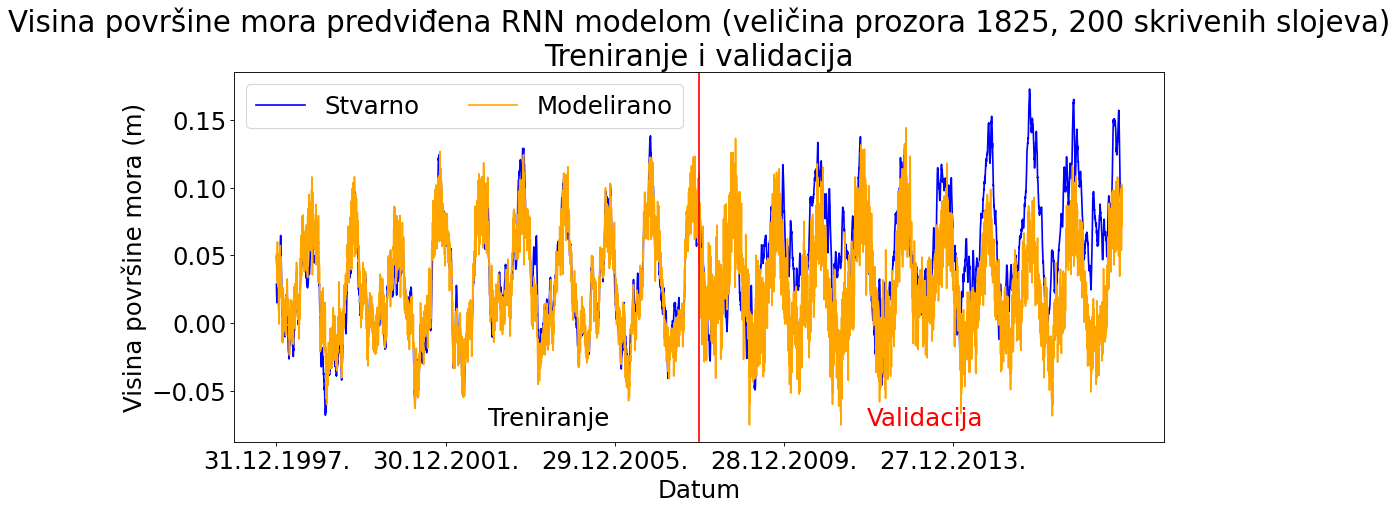 Visina površine mora predviđena RNN modelom (veličina prozora 1825, 200 skrivenih slojeva)
Treniranje i validacija
Stvarno
Modelirano
Visina površine mora (m)
0.15
0.10
0.05
0.00
−0.05
Treniranje
Validacija
31.12.1997.
30.12.2001.
29.12.2005.
28.12.2009.
27.12.2013.
Datum